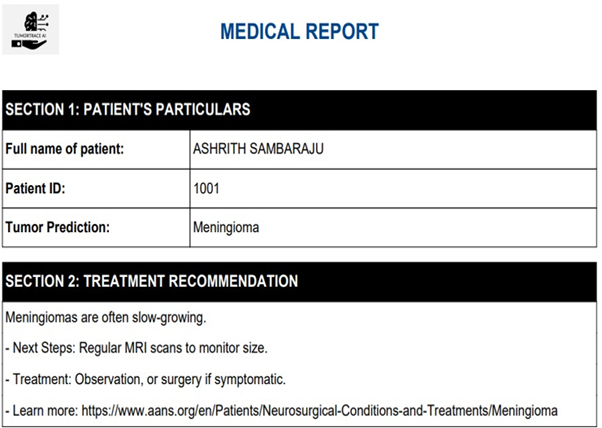 TUMORTRACE AI
MEDICAL REPORT
SECTION 1: PATIENT'S PARTICULARS
Full name of patient: ASHRITH SAMBARAJU
Patient ID: 1001
Tumor Prediction: Meningioma
SECTION 2: TREATMENT RECOMMENDATION
Meningiomas are often slow-growing.
- Next Steps: Regular MRI scans to monitor size.
- Treatment: Observation, or surgery if symptomatic.
- Learn more: https://www.aans.org/en/Patients/Neurosurgical-Conditions-and-Treatments/Meningioma